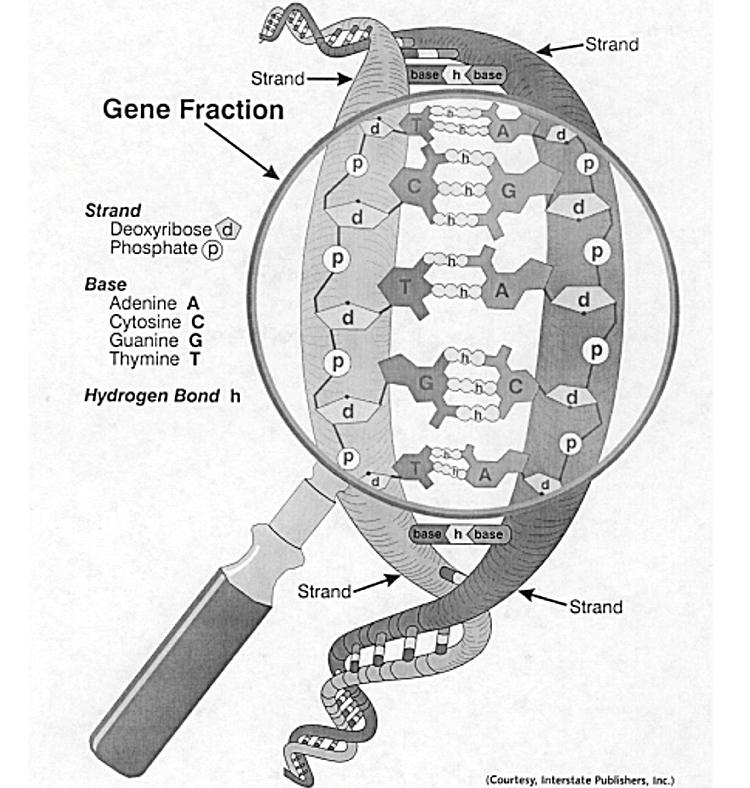 Strand
Strand
base h base
Gene Fraction
d T h h A d
p h p
C h G
d h d
Strand
Deoxyribose d
Phosphate p
p h p
T h A
d d
Base
Adenine A
Cytosine C
Guanine G
Thymine T
p h p
G h C
Hydrogen Bond h
d h d
p h p
d T h A d
base h base
Strand
Strand
(Courtesy, Interstate Publishers, Inc.)